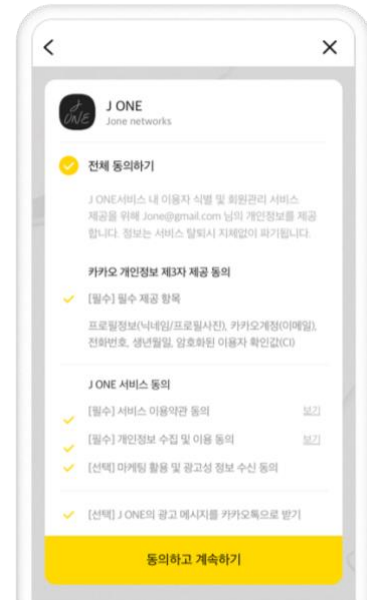 J ONE
J ONE
Jone networks
전체 동의하기
J ONE서비스 내 이용자 식별 및 회원관리 서비스
제공을 위해 Jone@gmail.com 님의 개인정보를 제공
합니다. 정보는 서비스 탈퇴시 지체없이 파기됩니다.
카카오 개인정보 제3자 제공 동의
[필수] 필수 제공 항목
프로필정보(닉네임/프로필사진), 카카오계정(이메일),
전화번호, 생년월일, 암호화된 이용자 확인값(CI)
J ONE 서비스 동의
[필수] 서비스 이용약관 동의 보기
[필수] 개인정보 수집 및 이용 동의 보기
[선택] 마케팅 활용 및 광고성 정보 수신 동의
[선택] J ONE의 광고 메시지를 카카오톡으로 받기
동의하고 계속하기